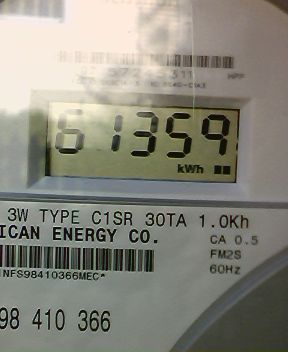 61359
kWh
3W TYPE C1SR 30TA 1.0Kh
ICAN ENERGY CO.
CA 0.5
FM2S
NFS98410366MEC*
60Hz
98 410 366